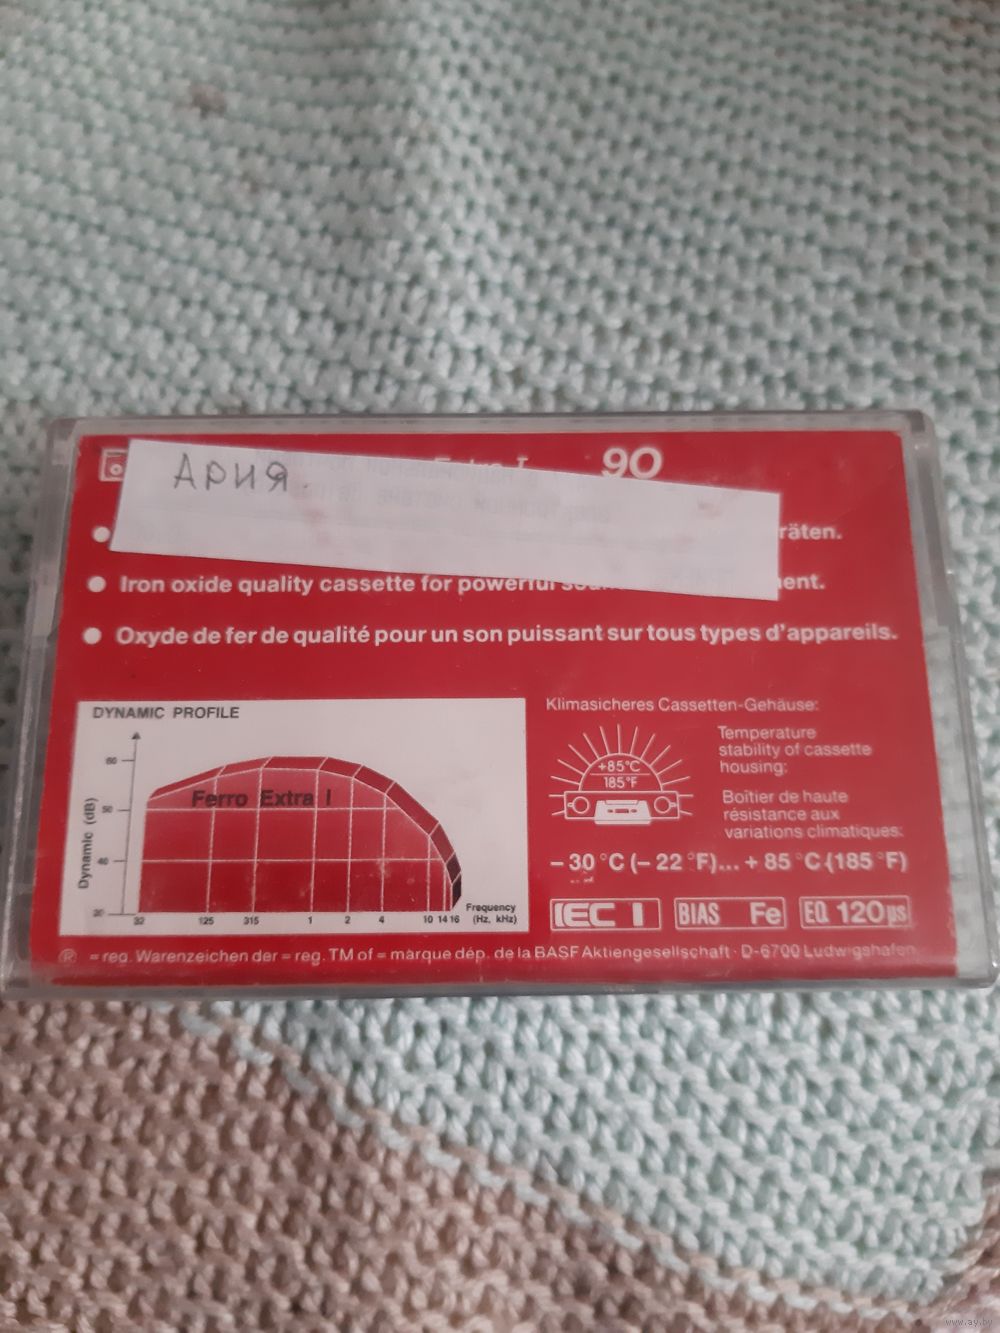 АРИЯ.
90
räten.
Iron oxide quality cassette for powerful
Oxyde de fer de qualité pour un son puissant sur tous types d'appareils.
DYNAMIC PROFILE
Dynamic (dB)
60
50
40
30
Ferro Extra I
32 125 315 1 2 4 10 14 16
Frequency
(Hz, kHz)
Klimasicheres Cassetten-Gehäuse:
+85°C
185°F
Temperature
stability of cassette
housing:
Boîtier de haute
résistance aux
variations climatiques:
– 30 °C (– 22 °F)... + 85 °C (185 °F)
IEC I BIAS Fe EQ 120µs
® = reg. Warenzeichen der = reg. TM of = marque dép. de la BASF Aktiengesellschaft · D-6700 Ludwigshafen
www.ay.by